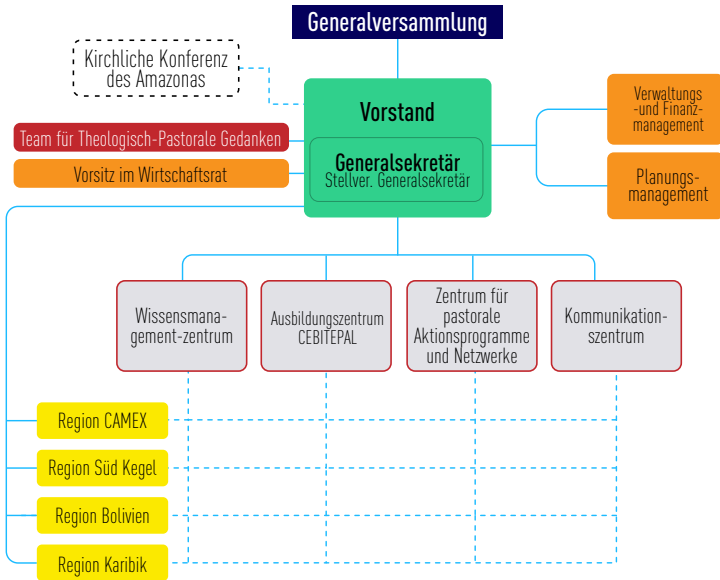 Generalversammlung
Kirchliche Konferenz
des Amazonas
Vorstand
Generalsekretär
Stellver. Generalsekretär
Team für Theologisch-Pastorale Gedanken
Vorsitz im Wirtschaftsrat
Verwaltungs
-und Finanz-
management
Planungs-
management
Wissensmana-
gement-zentrum
Ausbildungszentrum
CEBITEPAL
Zentrum für
pastorale
Aktionsprogramme
und Netzwerke
Kommunikation-
szentrum
Region CAMEX
Region Süd Kegel
Region Bolivien
Region Karibik